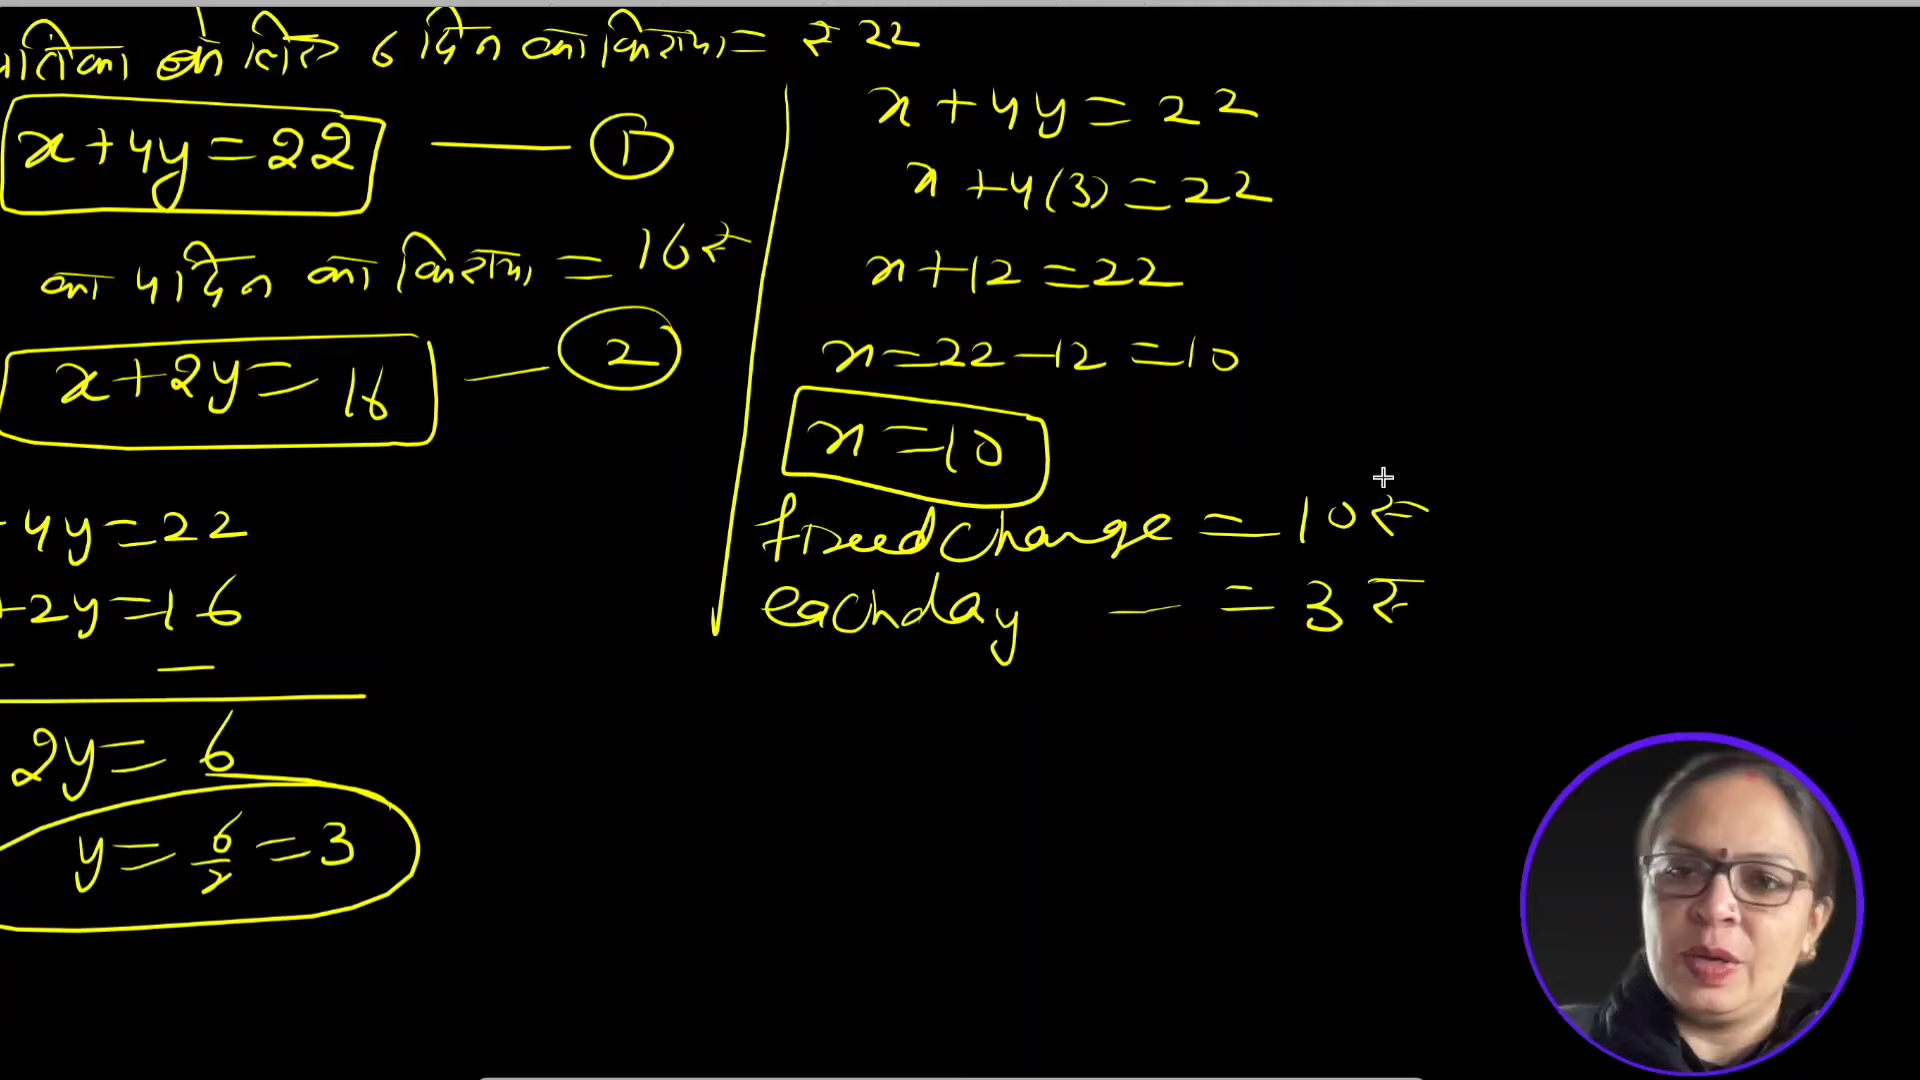 के लिए 6 दिन का किराया = ₹ 22
x + 4y = 22 —— ①
का 4 दिन का किराया = 16 ₹
x + 2y = 16 — ②
4y = 22
+ 2y = 16
— —
2y = 6
y = 6/2 = 3
x + 4y = 22
x + 4(3) = 22
x + 12 = 22
x = 22 - 12 = 10
x = 10
fixed charge = 10 ₹
each day — = 3 ₹